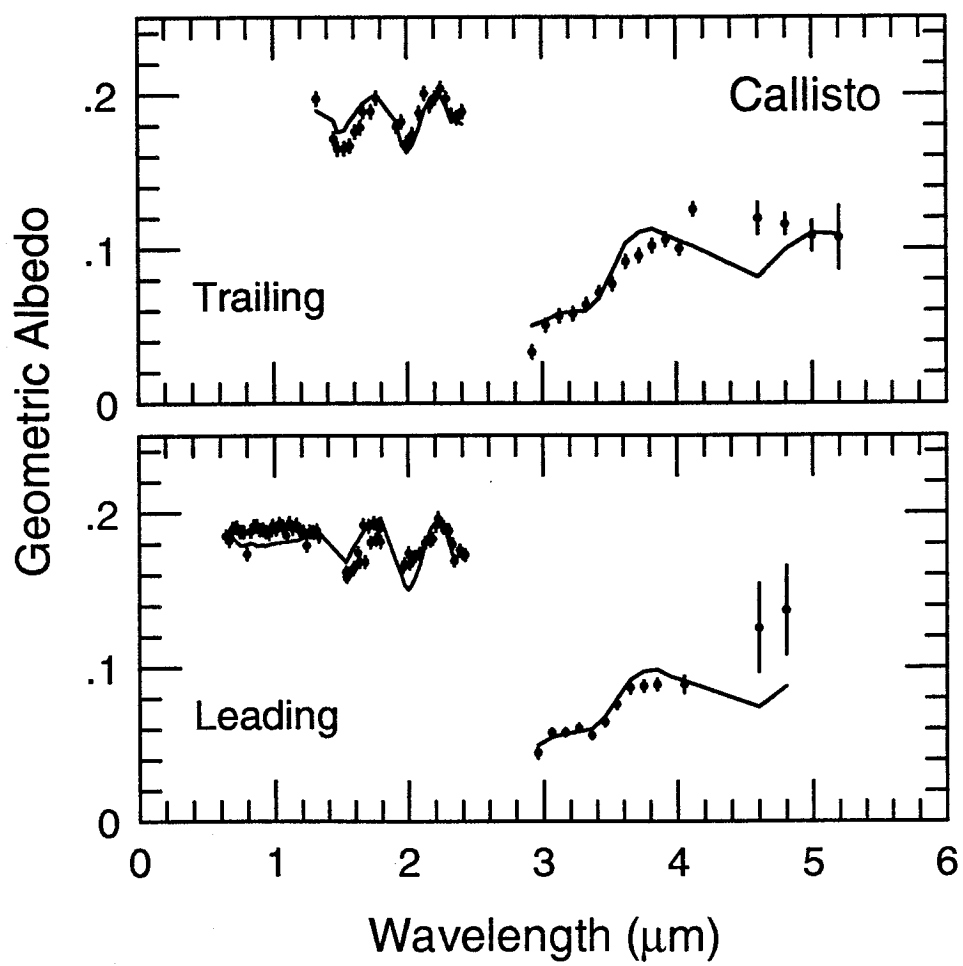 Callisto
.2
.1
0
Trailing
Geometric Albedo
.2
.1
0
Leading
0 1 2 3 4 5 6
Wavelength (μm)